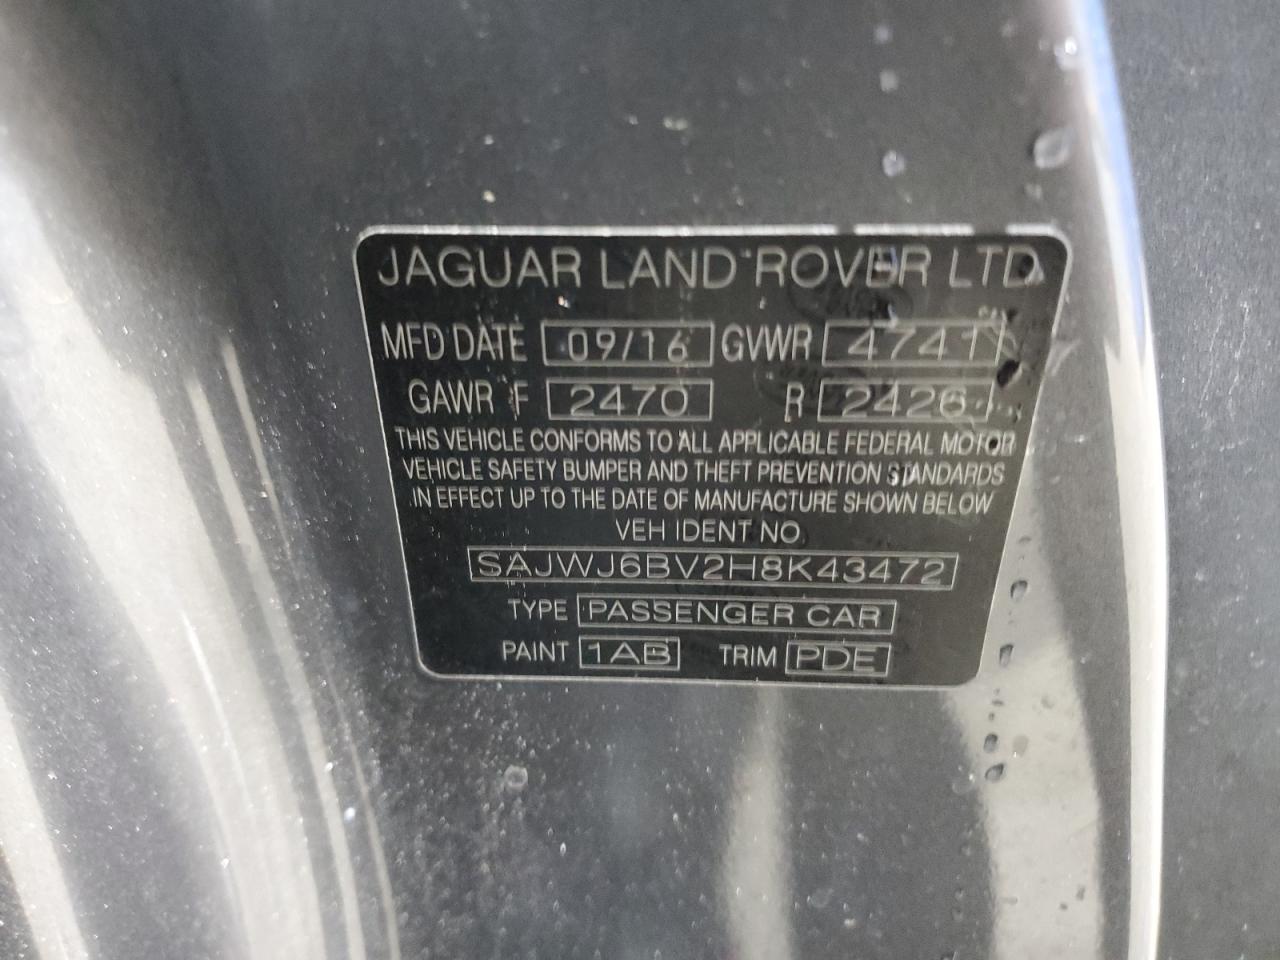 JAGUAR LAND ROVER LTD.
MFD DATE 09/16 GVWR 4741
GAWR F 2470 R 2426
THIS VEHICLE CONFORMS TO ALL APPLICABLE FEDERAL MOTOR
VEHICLE SAFETY BUMPER AND THEFT PREVENTION STANDARDS
IN EFFECT UP TO THE DATE OF MANUFACTURE SHOWN BELOW
VEH IDENT NO.
SAJWJ6BV2H8K43472
TYPE PASSENGER CAR
PAINT 1AB TRIM PDE